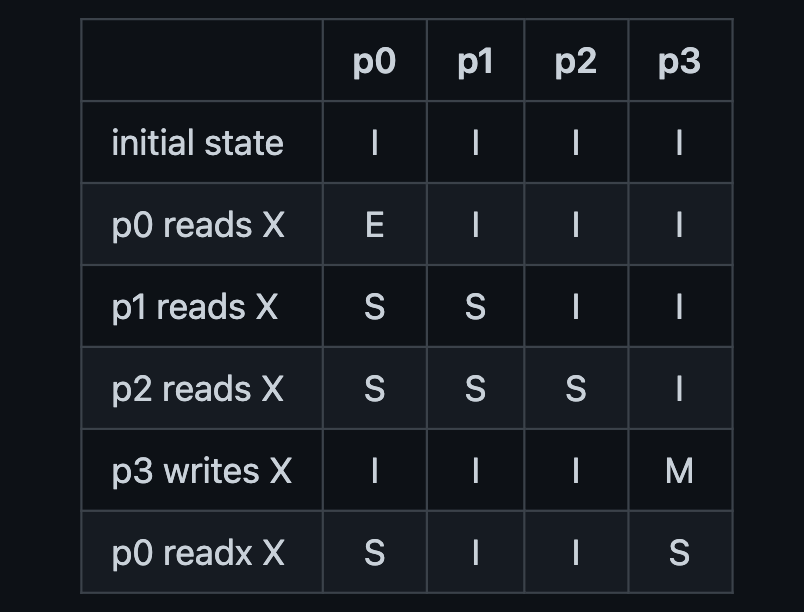 p0 p1 p2 p3
initial state I I I I
p0 reads X E I I I
p1 reads X S S I I
p2 reads X S S S I
p3 writes X I I I M
p0 readx X S I I S